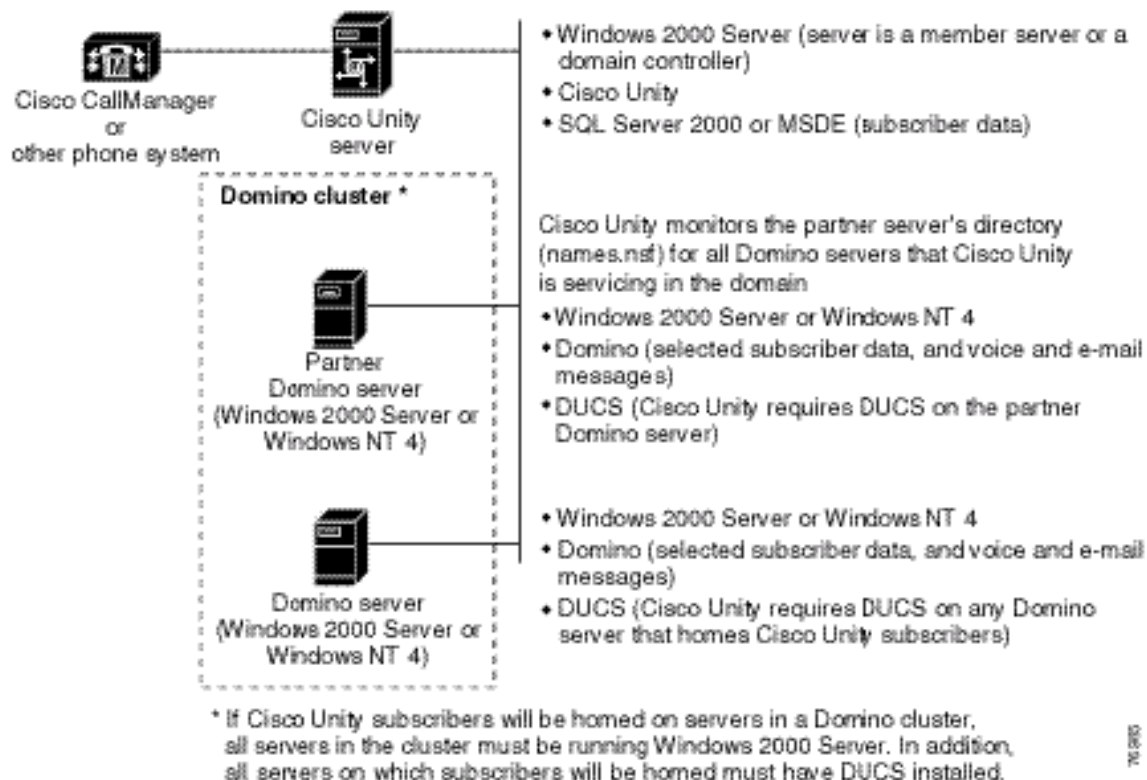 Cisco CallManager
or
other phone system
M
Cisco Unity
server
• Windows 2000 Server (server is a member server or a
domain controller)
• Cisco Unity
• SQL Server 2000 or MSDE (subscriber data)
Domino cluster *
Partner
Domino server
(Windows 2000 Server or
Windows NT 4)
Cisco Unity monitors the partner server's directory
(names.nsf) for all Domino servers that Cisco Unity
is servicing in the domain
• Windows 2000 Server or Windows NT 4
• Domino (selected subscriber data, and voice and e-mail
messages)
• DUCS (Cisco Unity requires DUCS on the partner
Domino server)
Domino server
(Windows 2000 Server or
Windows NT 4)
• Windows 2000 Server or Windows NT 4
• Domino (selected subscriber data, and voice and e-mail
messages)
• DUCS (Cisco Unity requires DUCS on any Domino
server that homes Cisco Unity subscribers)
* If Cisco Unity subscribers will be homed on servers in a Domino cluster,
all servers in the cluster must be running Windows 2000 Server. In addition,
all servers on which subscribers will be homed must have DUCS installed.